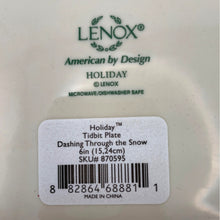 LENOX®
American by Design
HOLIDAY
© LENOX
MICROWAVE/DISHWASHER SAFE
Holiday™
Tidbit Plate
Dashing Through the Snow
6in (15,24cm)
SKU# 870595
8 82864 68881 1
MADE IN CHINA